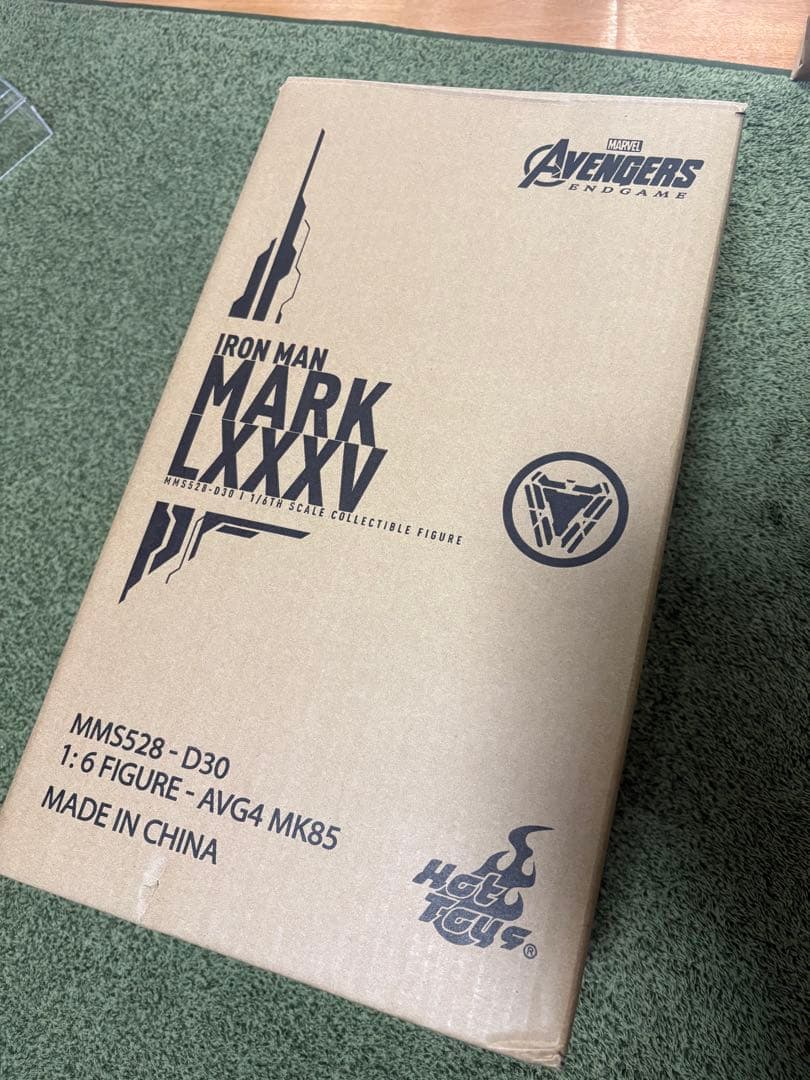 MARVEL
AVENGERS
ENDGAME
IRON MAN
MARK
LXXXV
MMS528-D30 | 1/6TH SCALE COLLECTIBLE FIGURE
MMS528 - D30
1: 6 FIGURE - AVG4 MK85
MADE IN CHINA
Hot
Toys®